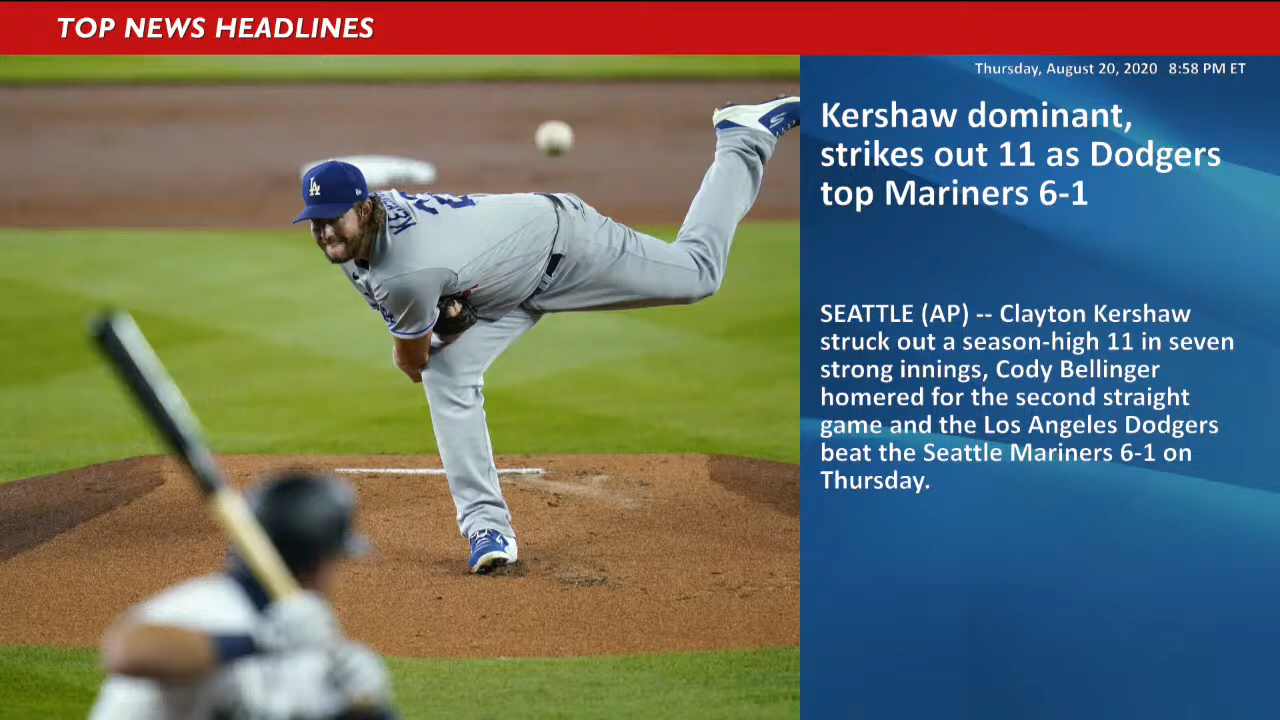 TOP NEWS HEADLINES
Thursday, August 20, 2020 8:58 PM ET
Kershaw dominant,
strikes out 11 as Dodgers
top Mariners 6-1
SEATTLE (AP) -- Clayton Kershaw
struck out a season-high 11 in seven
strong innings, Cody Bellinger
homered for the second straight
game and the Los Angeles Dodgers
beat the Seattle Mariners 6-1 on
Thursday.
LA